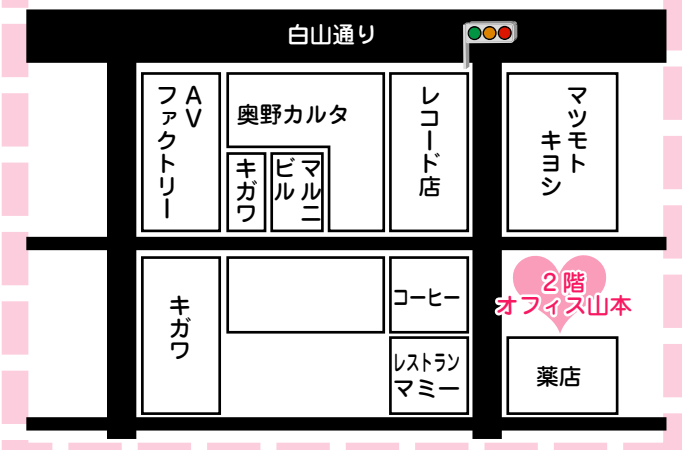 白山通り
AV
ファクトリー
奥野カルタ
キガワ
マルニ
ビル
レコード店
マツモト
キヨシ
キガワ
コーヒー
レストラン
マミー
2階
オフィス山本
薬店